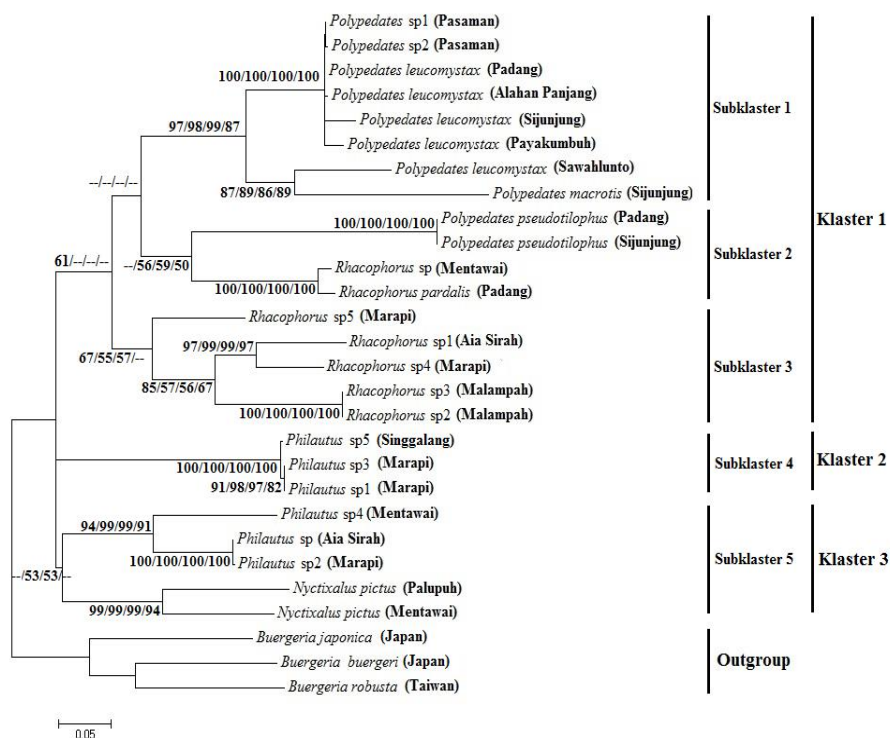 Polypedates sp1 (Pasaman)
Polypedates sp2 (Pasaman)
Polypedates leucomystax (Padang)
100/100/100/100
Polypedates leucomystax (Alahan Panjang)
Subklaster 1
Polypedates leucomystax (Sijunjung)
97/98/99/87
Polypedates leucomystax (Payakumbuh)
Polypedates leucomystax (Sawahlunto)
--/--/--/--
87/89/86/89
Polypedates macrotis (Sijunjung)
Polypedates pseudotilophus (Padang)
100/100/100/100
Klaster 1
Polypedates pseudotilophus (Sijunjung)
Subklaster 2
61/--/--/--
--/56/59/50
Rhacophorus sp (Mentawai)
100/100/100/100
Rhacophorus pardalis (Padang)
Rhacophorus sp5 (Marapi)
Rhacophorus sp1 (Aia Sirah)
97/99/99/97
67/55/57/--
Rhacophorus sp4 (Marapi)
Subklaster 3
85/57/56/67
Rhacophorus sp3 (Malampah)
100/100/100/100
Rhacophorus sp2 (Malampah)
Philautus sp5 (Singgalang)
100/100/100/100
Philautus sp3 (Marapi)
Subklaster 4
Klaster 2
91/98/97/82
Philautus sp1 (Marapi)
Philautus sp4 (Mentawai)
94/99/99/91
Philautus sp (Aia Sirah)
100/100/100/100
Philautus sp2 (Marapi)
Subklaster 5
Klaster 3
--/53/53/--
Nyctixalus pictus (Palupuh)
99/99/99/94
Nyctixalus pictus (Mentawai)
Buergeria japonica (Japan)
Buergeria buergeri (Japan)
Outgroup
Buergeria robusta (Taiwan)
0.05